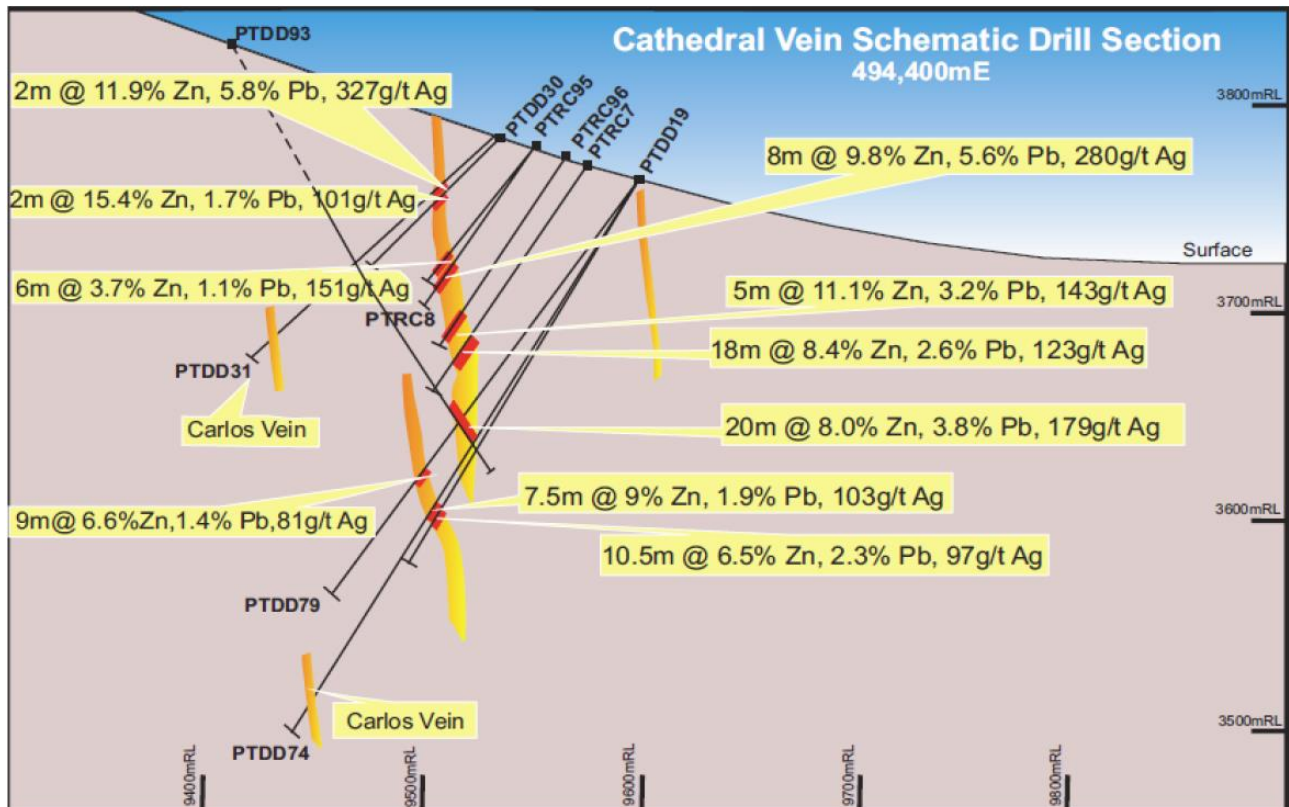 Cathedral Vein Schematic Drill Section
494,400mE
PTDD93
2m @ 11.9% Zn, 5.8% Pb, 327g/t Ag
PTDD30
PTRC95
PTRC96
PTRC7
PTDD19
3800mRL
8m @ 9.8% Zn, 5.6% Pb, 280g/t Ag
2m @ 15.4% Zn, 1.7% Pb, 101g/t Ag
Surface
6m @ 3.7% Zn, 1.1% Pb, 151g/t Ag
5m @ 11.1% Zn, 3.2% Pb, 143g/t Ag
3700mRL
PTRC8
18m @ 8.4% Zn, 2.6% Pb, 123g/t Ag
PTDD31
Carlos Vein
20m @ 8.0% Zn, 3.8% Pb, 179g/t Ag
7.5m @ 9% Zn, 1.9% Pb, 103g/t Ag
3600mRL
9m@ 6.6%Zn,1.4% Pb,81g/t Ag
10.5m @ 6.5% Zn, 2.3% Pb, 97g/t Ag
PTDD79
Carlos Vein
3500mRL
PTDD74
9400mRL
9500mRL
9600mRL
9700mRL
9800mRL